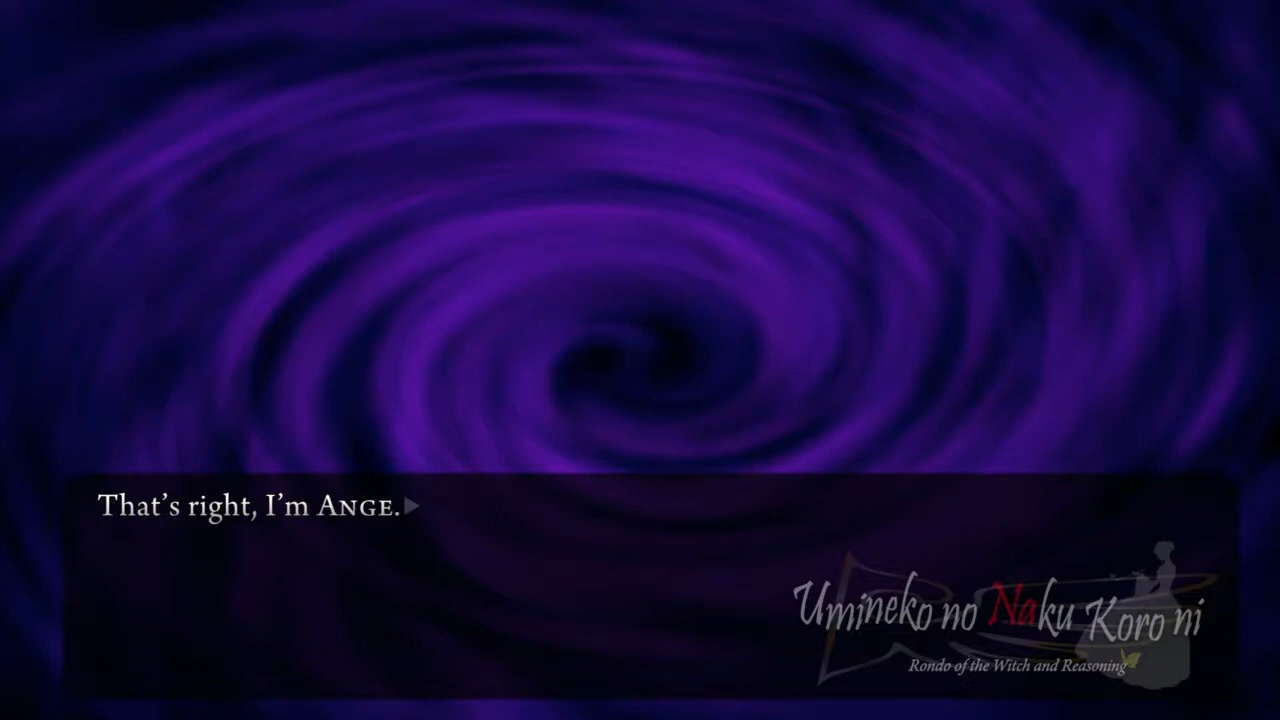 That's right, I'm ANGE.
Umineko no Naku Koro ni
Rondo of the Witch and Reasoning